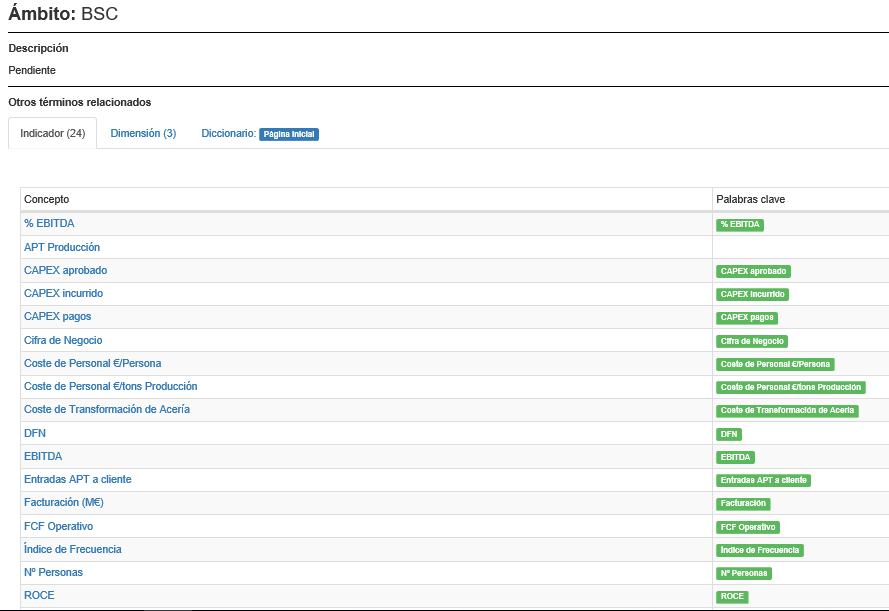 Ámbito: BSC
Descripción
Pendiente
Otros términos relacionados
Indicador (24) Dimensión (3) Diccionario: Página inicial
Concepto Palabras clave
% EBITDA % EBITDA
APT Producción
CAPEX aprobado CAPEX aprobado
CAPEX incurrido CAPEX incurrido
CAPEX pagos CAPEX pagos
Cifra de Negocio Cifra de Negocio
Coste de Personal €/Persona Coste de Personal €/Persona
Coste de Personal €/tons Producción Coste de Personal €/tons Producción
Coste de Transformación de Acería Coste de Transformación de Acería
DFN DFN
EBITDA EBITDA
Entradas APT a cliente Entradas APT a cliente
Facturación (M€) Facturación
FCF Operativo FCF Operativo
Índice de Frecuencia Índice de Frecuencia
Nº Personas Nº Personas
ROCE ROCE